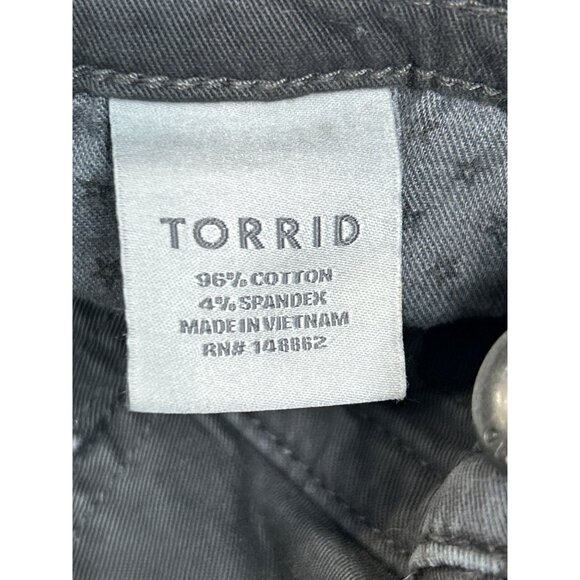 TORRID
96% COTTON
4% SPANDEX
MADE IN VIETNAM
RN# 148862